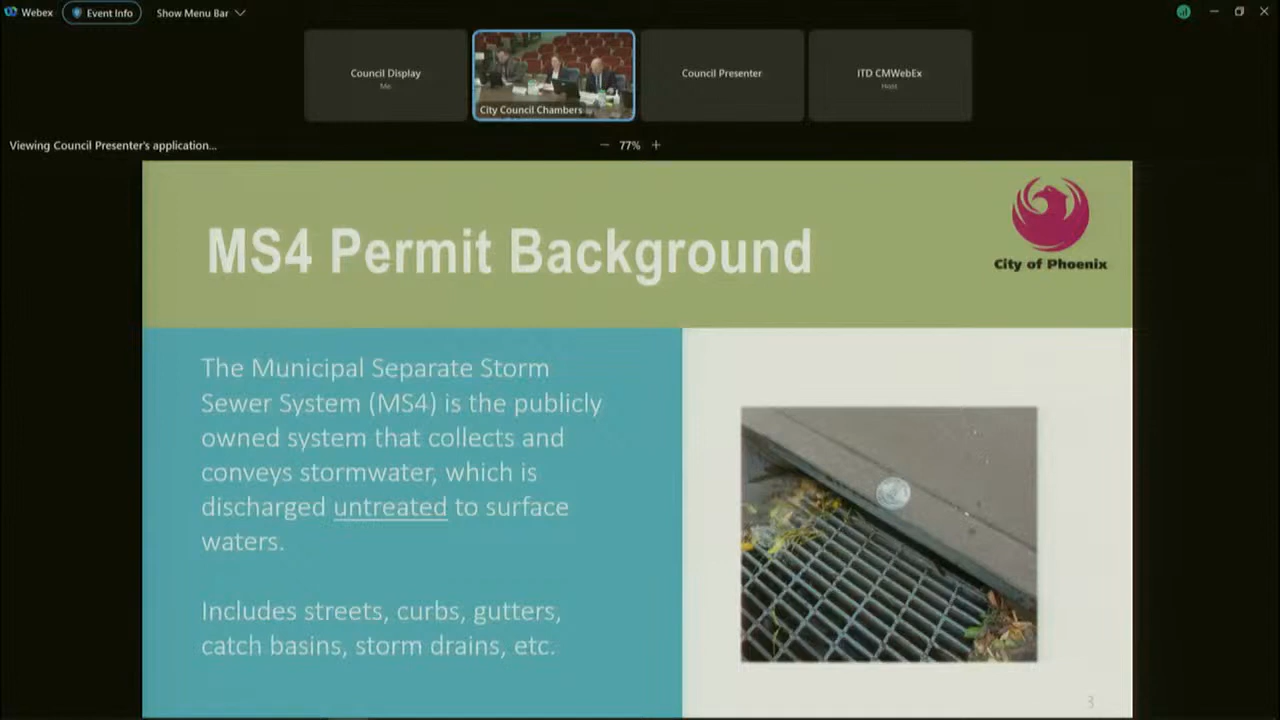 Webex
Event Info
Show Menu Bar
Council Display
Me
City Council Chambers
Council Presenter
ITD CMWebEx
Host
Viewing Council Presenter's application...
77%
MS4 Permit Background
City of Phoenix
The Municipal Separate Storm
Sewer System (MS4) is the publicly
owned system that collects and
conveys stormwater, which is
discharged untreated to surface
waters.
Includes streets, curbs, gutters,
catch basins, storm drains, etc.
3